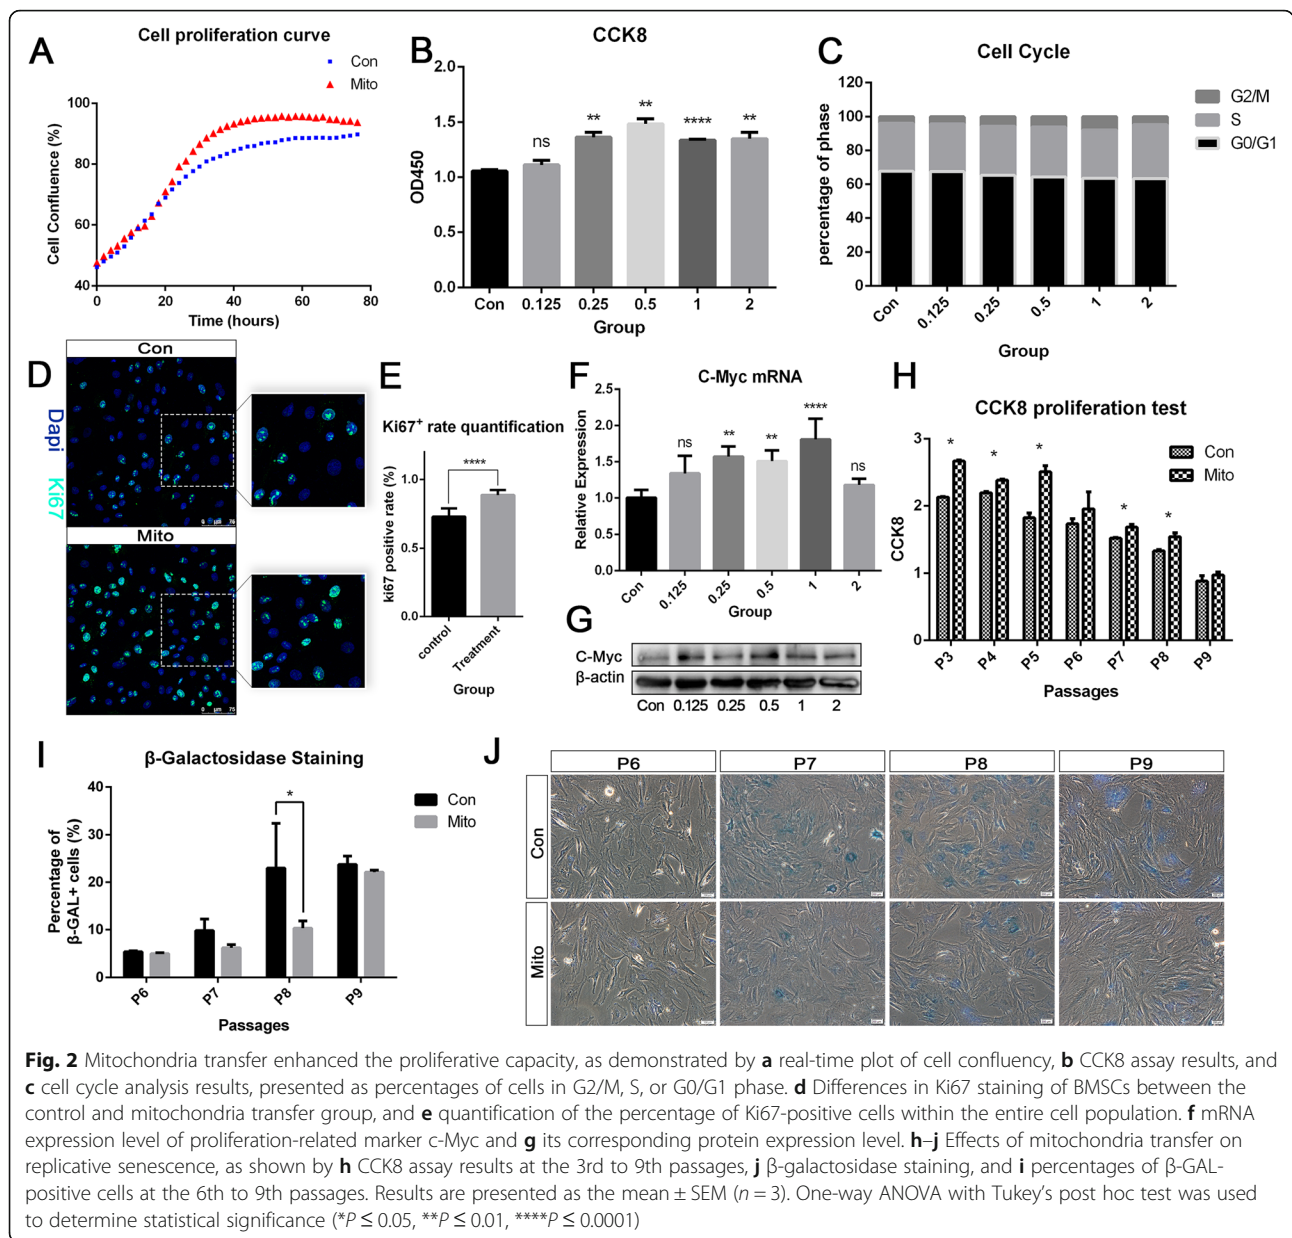 A
Cell proliferation curve
Con
Mito
Cell Confluence (%)
100
80
60
40
0 20 40 60 80
Time (hours)
B
CCK8
OD450
2.0
1.5
1.0
0.5
0.0
ns ** ** **** **
Con 0.125 0.25 0.5 1 2
Group
C
Cell Cycle
G2/M
S
G0/G1
percentage of phase
120
100
80
60
40
20
0
Con 0.125 0.25 0.5 1 2
Group
D
Dapi Ki67
Con
0 μm 75
Mito
0 μm 75
E
Ki67+ rate quantification
ki67 positive rate (%)
1.0
0.5
0.0
****
control Treatment
Group
F
C-Myc mRNA
Relative Expression
2.5
2.0
1.5
1.0
0.5
0.0
ns ** ** **** ns
Con 0.125 0.25 0.5 1 2
Group
G
C-Myc
β-actin
Con 0.125 0.25 0.5 1 2
H
CCK8 proliferation test
Con
Mito
CCK8
3
2
1
0
* * * * *
P3 P4 P5 P6 P7 P8 P9
Passages
I
β-Galactosidase Staining
Con
Mito
Percentage of
β-GAL+ cells (%)
40
30
20
10
0
*
P6 P7 P8 P9
Passages
J
P6 P7 P8 P9
Con
Mito
Fig. 2 Mitochondria transfer enhanced the proliferative capacity, as demonstrated by a real-time plot of cell confluency, b CCK8 assay results, and
c cell cycle analysis results, presented as percentages of cells in G2/M, S, or G0/G1 phase. d Differences in Ki67 staining of BMSCs between the
control and mitochondria transfer group, and e quantification of the percentage of Ki67-positive cells within the entire cell population. f mRNA
expression level of proliferation-related marker c-Myc and g its corresponding protein expression level. h–j Effects of mitochondria transfer on
replicative senescence, as shown by h CCK8 assay results at the 3rd to 9th passages, j β-galactosidase staining, and i percentages of β-GAL-
positive cells at the 6th to 9th passages. Results are presented as the mean ± SEM (n = 3). One-way ANOVA with Tukey's post hoc test was used
to determine statistical significance (*P ≤ 0.05, **P ≤ 0.01, ****P ≤ 0.0001)